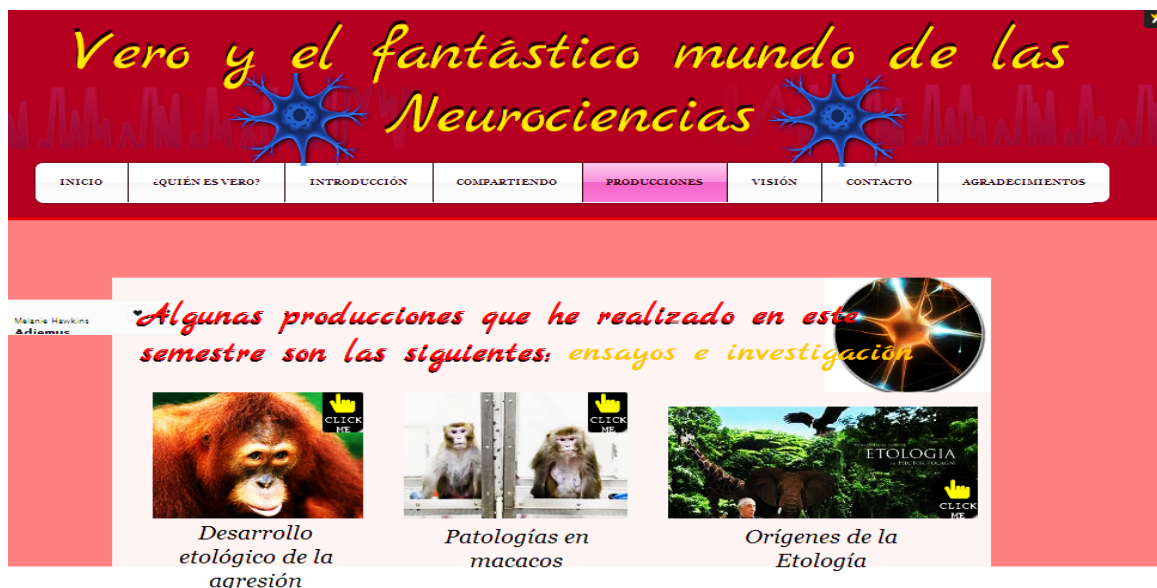 Vero y el fantástico mundo de las
Neurociencias
INICIO
¿QUIÉN ES VERO?
INTRODUCCIÓN
COMPARTIENDO
PRODUCCIONES
VISIÓN
CONTACTO
AGRADECIMIENTOS
Melanie Hawkins
Adiemus
Algunas producciones que he realizado en este
semestre son las siguientes: ensayos e investigación
CLICK
ME
CLICK
ME
ETOLOGIA
CLICK
ME
Desarrollo
etológico de la
agresión
Patologías en
macacos
Orígenes de la
Etología